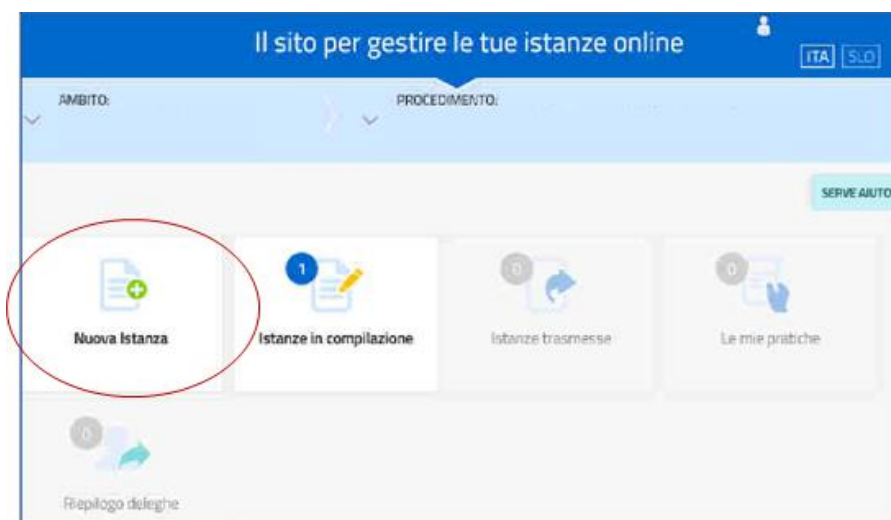 Il sito per gestire le tue istanze online
ITA SLO
AMBITO:
PROCEDIMENTO:
SERVE AIUTO
Nuova Istanza
1
Istanze in compilazione
0
Istanze trasmesse
0
Le mie pratiche
0
Riepilogo deleghe